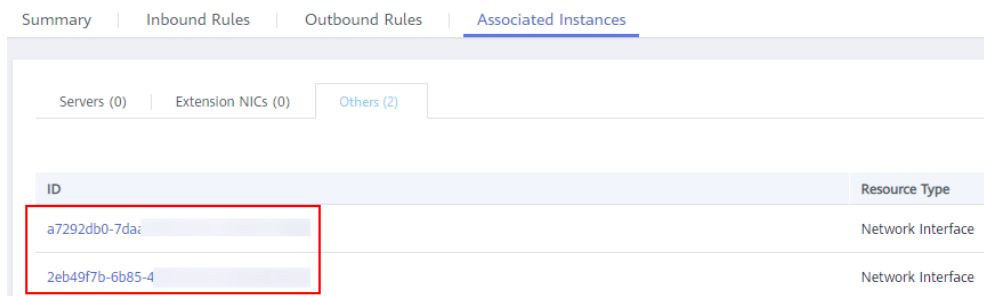 Summary Inbound Rules Outbound Rules Associated Instances
Servers (0) Extension NICs (0) Others (2)
ID Resource Type
a7292db0-7daa Network Interface
2eb49f7b-6b85-4 Network Interface